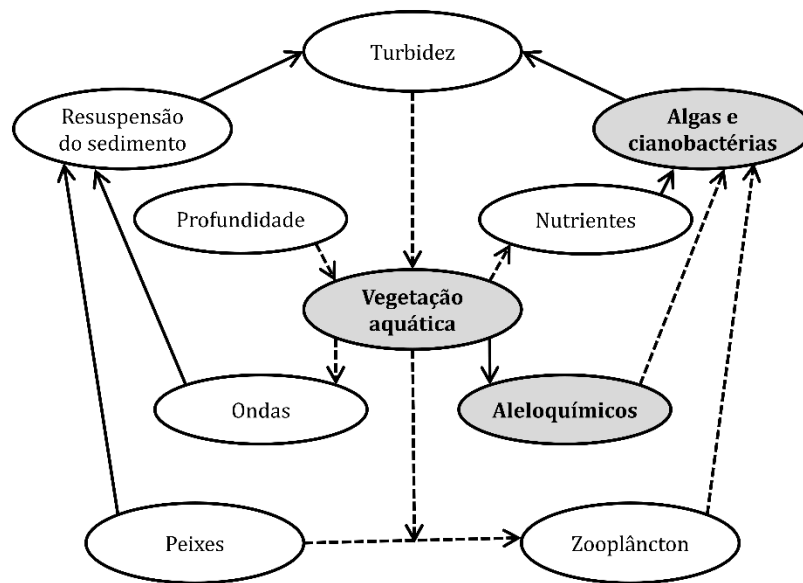 Turbidez
Resuspensão
do sedimento
Algas e
cianobactérias
Profundidade
Nutrientes
Vegetação
aquática
Ondas
Aleloquímicos
Peixes
Zooplâncton